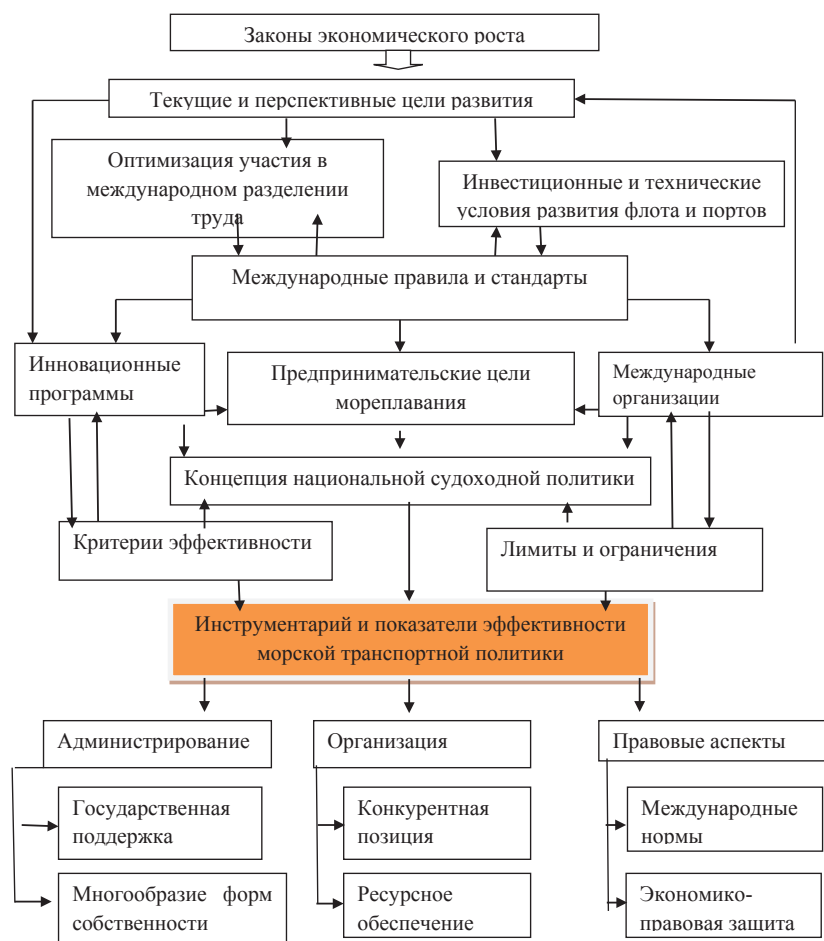 Законы экономического роста
Текущие и перспективные цели развития
Оптимизация участия в
международном разделении
труда
Инвестиционные и технические
условия развития флота и портов
Международные правила и стандарты
Инновационные
программы
Предпринимательские цели
мореплавания
Международные
организации
Концепция национальной судоходной политики
Критерии эффективности
Лимиты и ограничения
Инструментарий и показатели эффективности
морской транспортной политики
Администрирование
Организация
Правовые аспекты
Государственная
поддержка
Конкурентная
позиция
Международные
нормы
Многообразие форм
собственности
Ресурсное
обеспечение
Экономико-
правовая защита